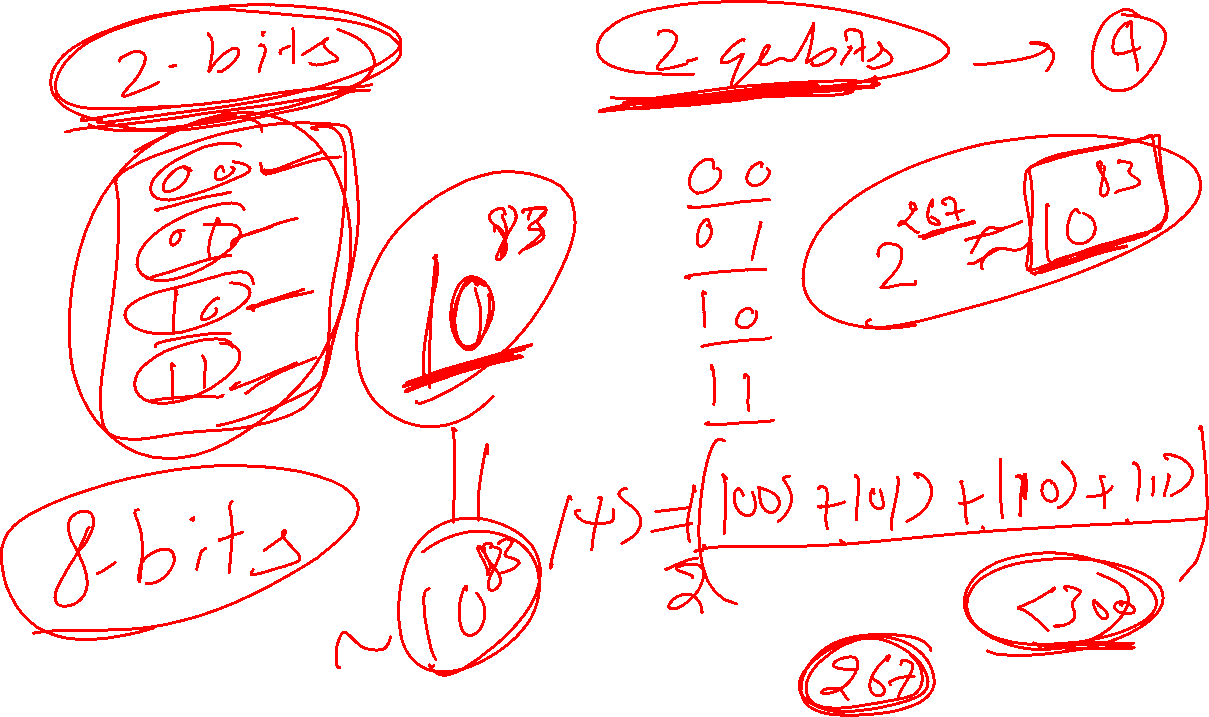 2-bits
00
01
10
11
8-bits
10^83
~ 10^83
2 qubits → 4
00
01
10
11
2^267 ≈ 10^83
|ψ⟩ = 1/2 (|00⟩ + |01⟩ + |10⟩ + |11⟩)
<300
267